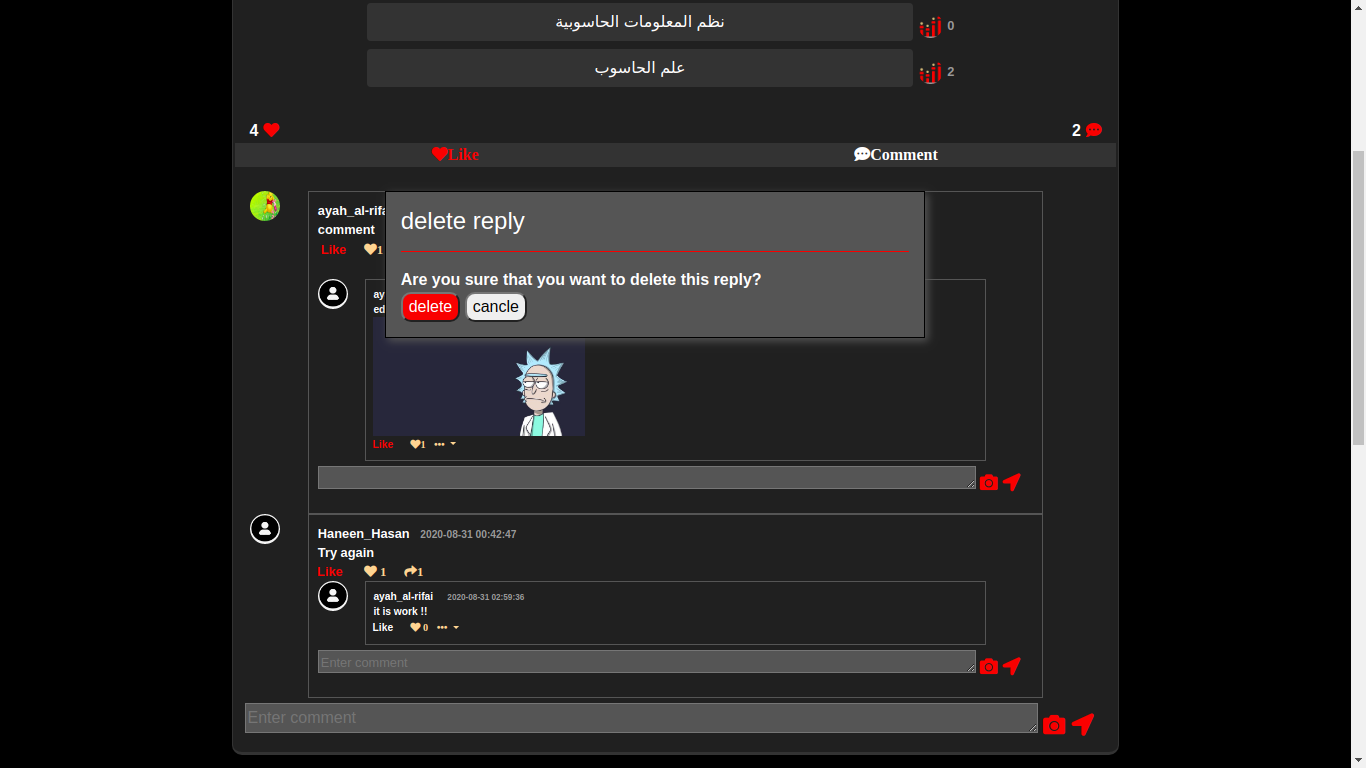 نظم المعلومات الحاسوبية 0
علم الحاسوب 2
4 2
Like Comment
ayah_al-rifa
comment
Like 1
delete reply
Are you sure that you want to delete this reply?
delete cancle
ay
ed
Like 1
Haneen_Hasan 2020-08-31 00:42:47
Try again
Like 1 1
ayah_al-rifai 2020-08-31 02:59:36
it is work !!
Like 0
Enter comment
Enter comment